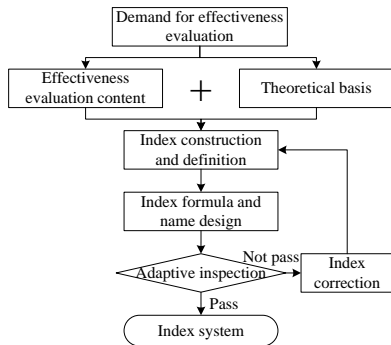 Demand for effectiveness
evaluation
Effectiveness
evaluation content
+
Theoretical basis
Index construction
and definition
Index formula and
name design
Adaptive inspection
Not pass
Index
correction
Pass
Index system